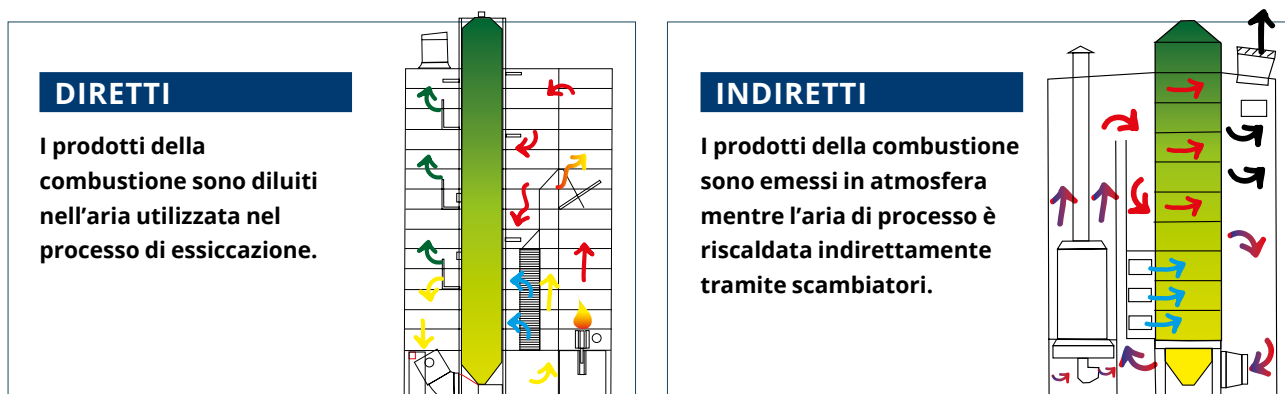 DIRETTI
I prodotti della
combustione sono diluiti
nell’aria utilizzata nel
processo di essiccazione.
INDIRETTI
I prodotti della combustione
sono emessi in atmosfera
mentre l’aria di processo è
riscaldata indirettamente
tramite scambiatori.